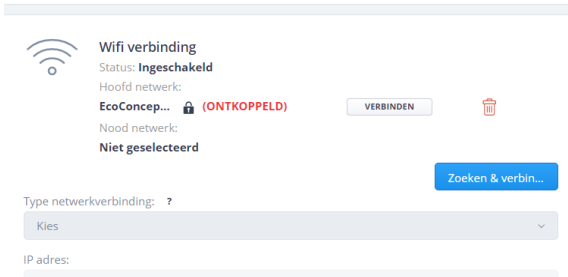 Wifi verbinding
Status: Ingeschakeld
Hoofd netwerk:
EcoConcep... (ONTKOPPELD) VERBINDEN
Nood netwerk:
Niet geselecteerd
Zoeken & verbin...
Type netwerkverbinding: ?
Kies
IP adres: